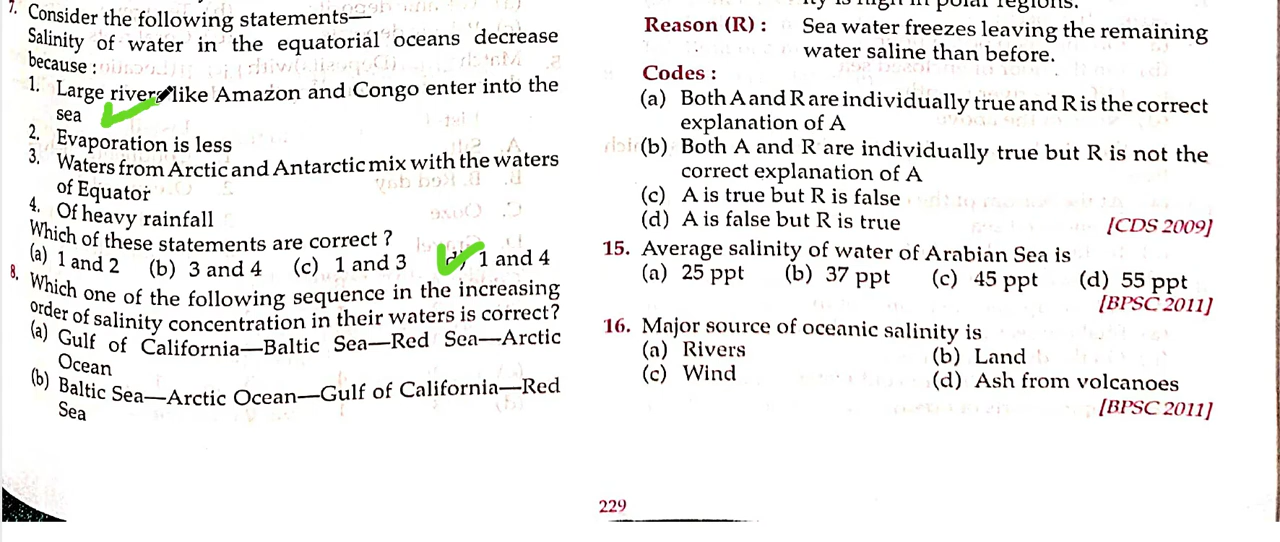 7. Consider the following statements—
Salinity of water in the equatorial oceans decrease
because :
1. Large rivers like Amazon and Congo enter into the
sea
2. Evaporation is less
3. Waters from Arctic and Antarctic mix with the waters
of Equator
4. Of heavy rainfall
Which of these statements are correct ?
(a) 1 and 2 (b) 3 and 4 (c) 1 and 3 (d) 1 and 4
8. Which one of the following sequence in the increasing
order of salinity concentration in their waters is correct?
(a) Gulf of California—Baltic Sea—Red Sea—Arctic
Ocean
(b) Baltic Sea—Arctic Ocean—Gulf of California—Red
Sea
is high in polar regions.
Reason (R) : Sea water freezes leaving the remaining
water saline than before.
Codes :
(a) Both A and R are individually true and R is the correct
explanation of A
(b) Both A and R are individually true but R is not the
correct explanation of A
(c) A is true but R is false
(d) A is false but R is true [CDS 2009]
15. Average salinity of water of Arabian Sea is
(a) 25 ppt (b) 37 ppt (c) 45 ppt (d) 55 ppt
[BPSC 2011]
16. Major source of oceanic salinity is
(a) Rivers (b) Land
(c) Wind (d) Ash from volcanoes
[BPSC 2011]
229